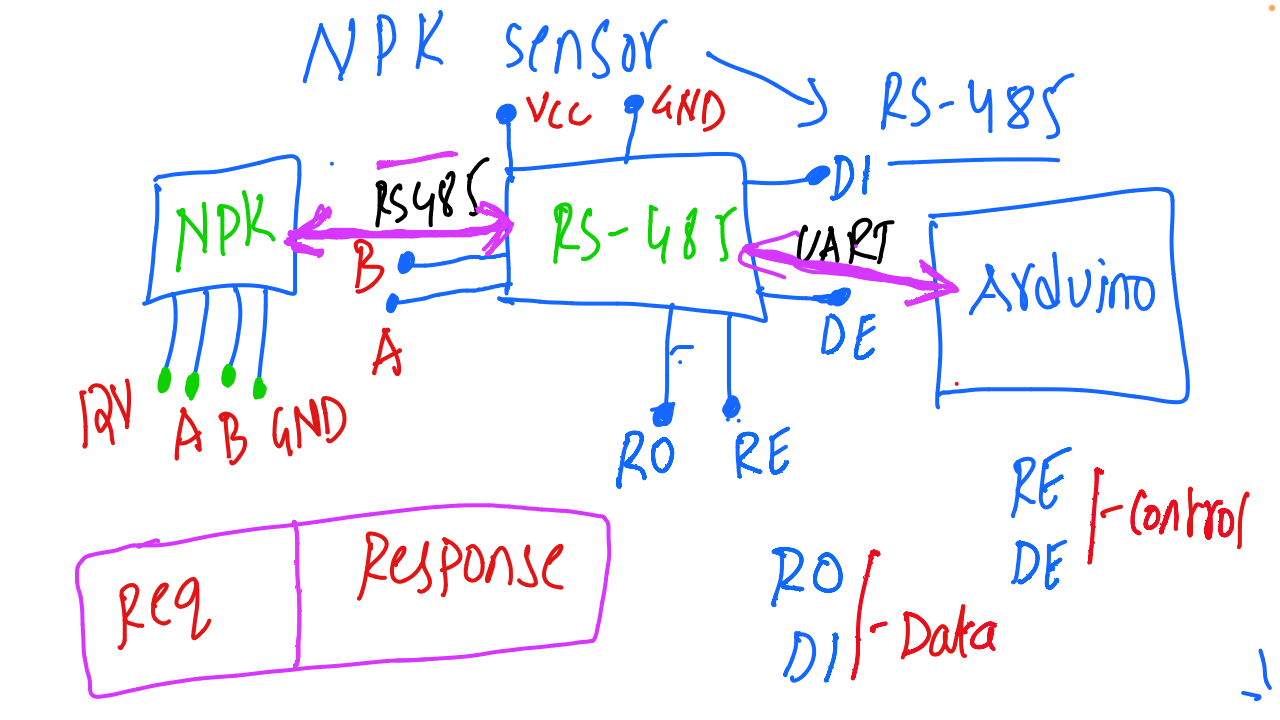 NPK sensor
RS-485
VCC
GND
DI
NPK
RS485
RS-485
UART
Arduino
B
A
DE
12V
A
B
GND
RO
RE
Req
Response
RE
DE
-Control
RO
DI
-Data